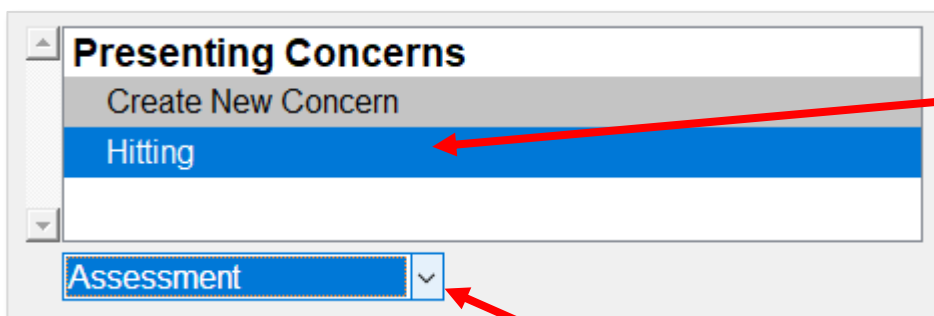 Presenting Concerns
Create New Concern
Hitting
Assessment